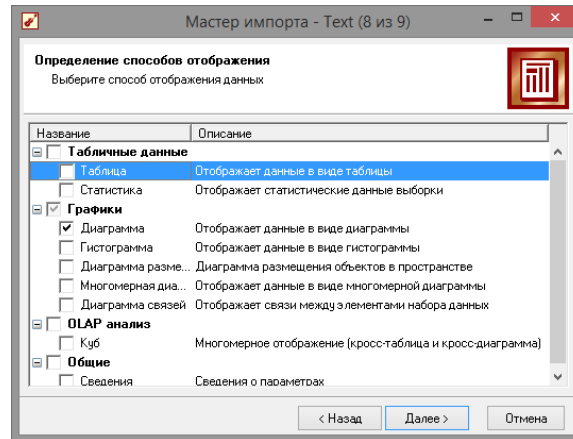 Мастер импорта - Text (8 из 9)
Определение способов отображения
Выберите способ отображения данных
Название Описание
Табличные данные
Таблица Отображает данные в виде таблицы
Статистика Отображает статистические данные выборки
Графики
Диаграмма Отображает данные в виде диаграммы
Гистограмма Отображает данные в виде гистограммы
Диаграмма разме... Диаграмма размещения объектов в пространстве
Многомерная диа... Отображает данные в виде многомерной диаграммы
Диаграмма связей Отображает связи между элементами набора данных
OLAP анализ
Куб Многомерное отображение (кросс-таблица и кросс-диаграмма)
Общие
Сведения Сведения о параметрах
< Назад Далее > Отмена